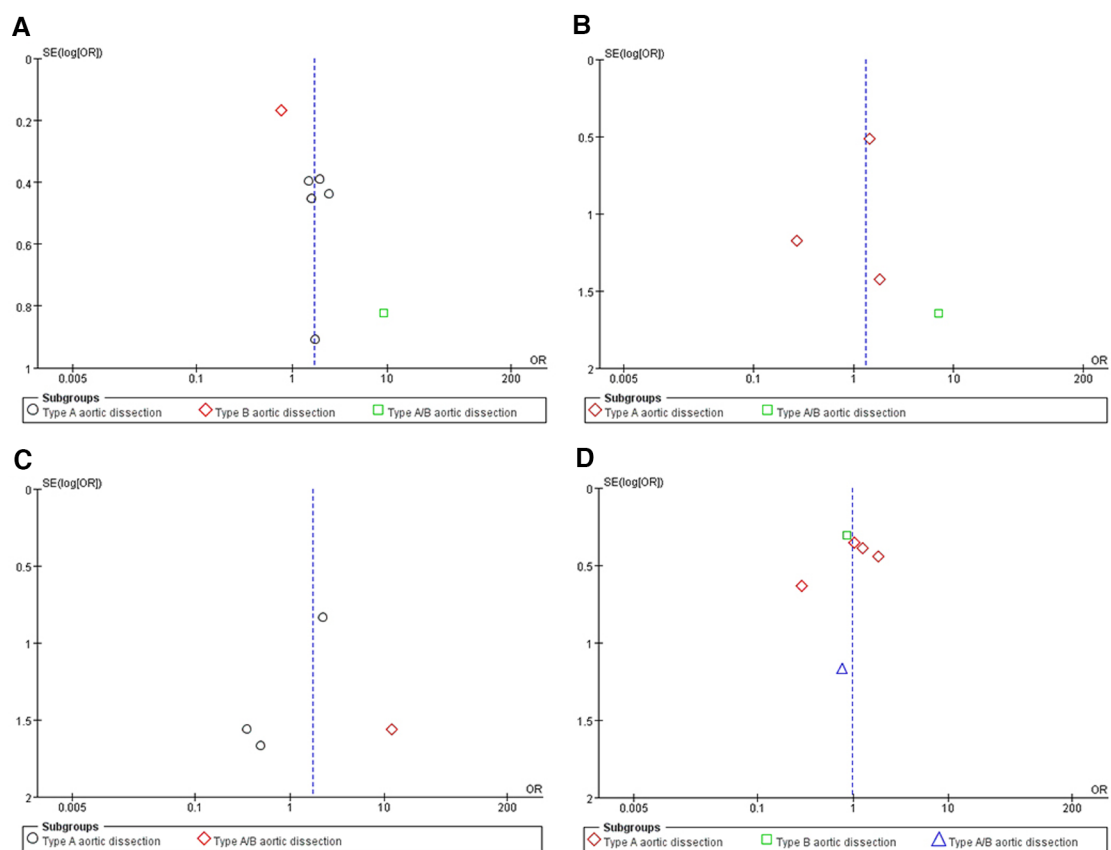 A
SE(log[OR])
0
0.2
0.4
0.6
0.8
1
OR
0.005 0.1 1 10 200
Subgroups
Type A aortic dissection Type B aortic dissection Type A/B aortic dissection
B
SE(log[OR])
0
0.5
1
1.5
2
OR
0.005 0.1 1 10 200
Subgroups
Type A aortic dissection Type A/B aortic dissection
C
SE(log[OR])
0
0.5
1
1.5
2
OR
0.005 0.1 1 10 200
Subgroups
Type A aortic dissection Type A/B aortic dissection
D
SE(log[OR])
0
0.5
1
1.5
2
OR
0.005 0.1 1 10 200
Subgroups
Type A aortic dissection Type B aortic dissection Type A/B aortic dissection